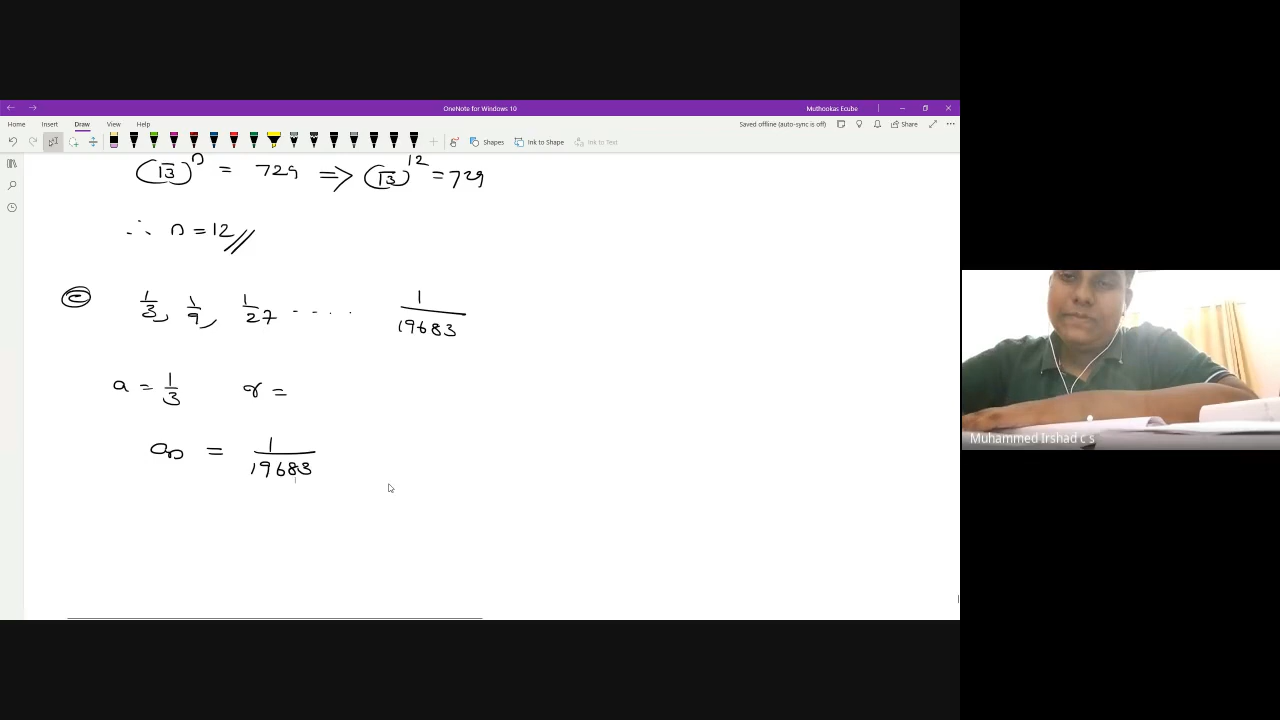 OneNote for Windows 10
Muthookas Ecube
Home Insert Draw View Help
Saved offline (auto-sync is off)
Share
Shapes
Ink to Shape
Ink to Text
(√3)^n = 729 ⇒ (√3)^12 = 729
∴ n = 12 //
c 1/3, 1/9, 1/27 ..... 1/19683
a = 1/3 r =
an = 1/19683
Muhammed Irshad c s